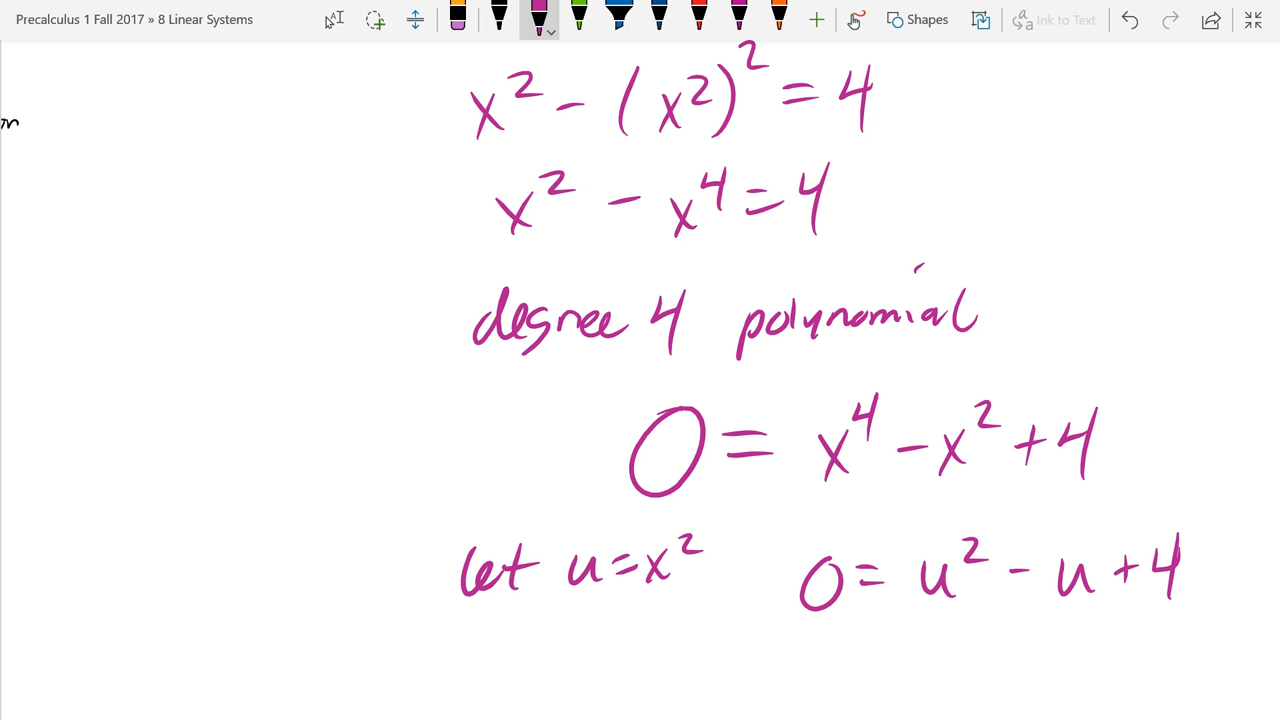 Precalculus 1 Fall 2017 » 8 Linear Systems
Shapes
Ink to Text
x² - (x²)² = 4
x² - x⁴ = 4
degree 4 polynomial
0 = x⁴ - x² + 4
let u = x² 0 = u² - u + 4